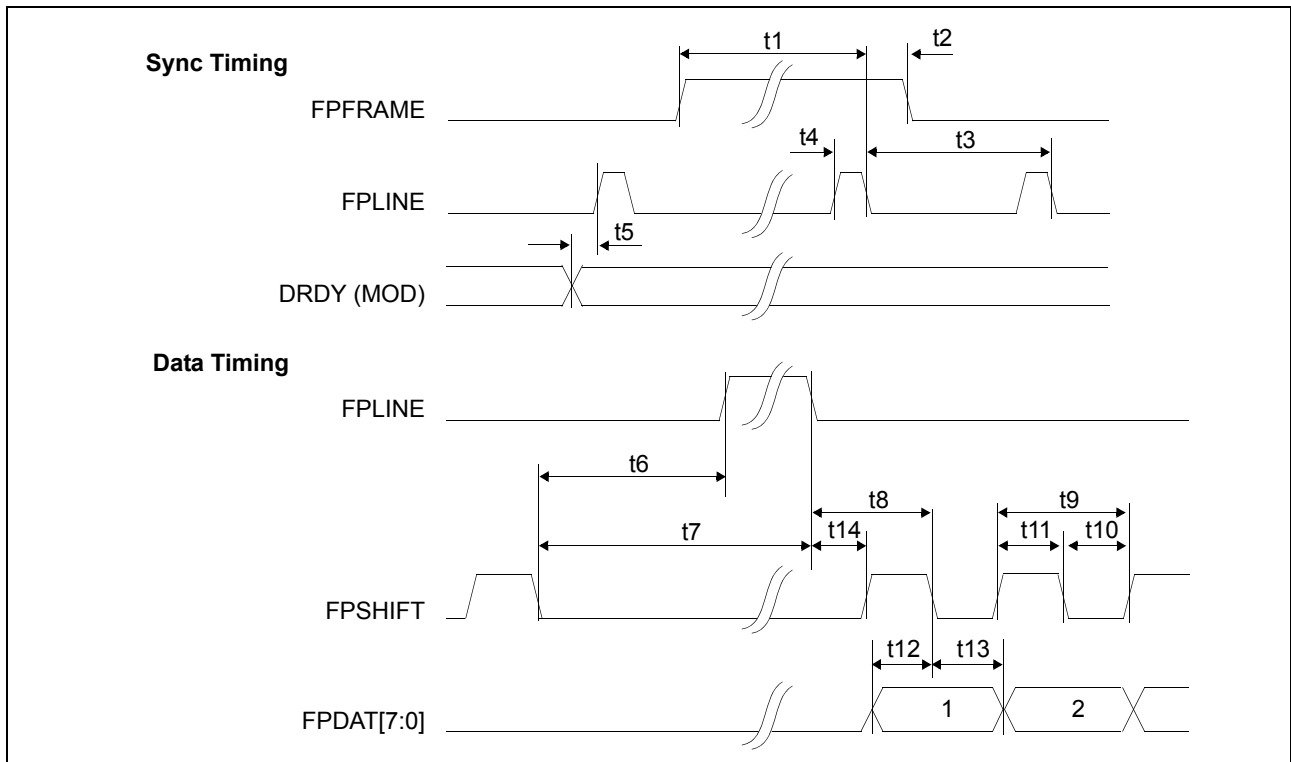 Sync Timing
t1
t2
FPFRAME
t4
t3
FPLINE
t5
DRDY (MOD)
Data Timing
FPLINE
t6
t8
t9
t7
t14
t11
t10
FPSHIFT
t12
t13
FPDAT[7:0]
1
2